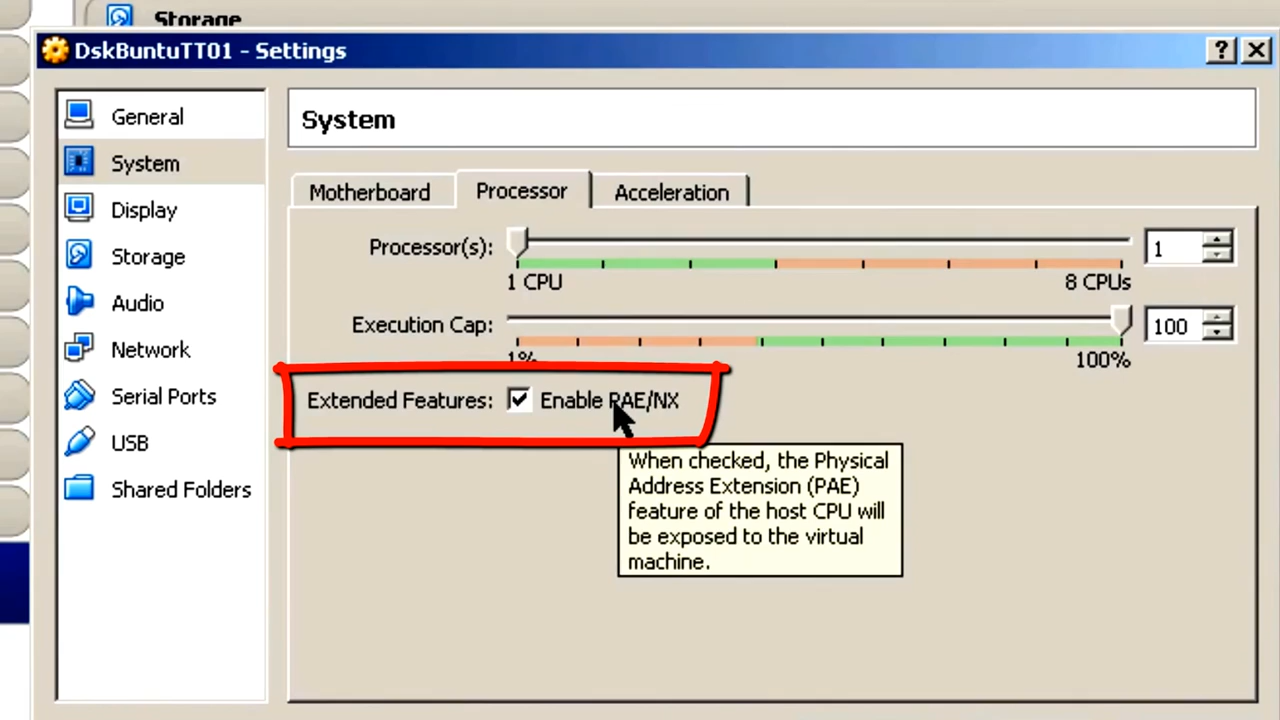 Storage
DskBuntuTT01 - Settings
General
System
Display
Storage
Audio
Network
Serial Ports
USB
Shared Folders
System
Motherboard Processor Acceleration
Processor(s): 1
1 CPU 8 CPUs
Execution Cap: 100
1% 100%
Extended Features: Enable PAE/NX
When checked, the Physical
Address Extension (PAE)
feature of the host CPU will
be exposed to the virtual
machine.